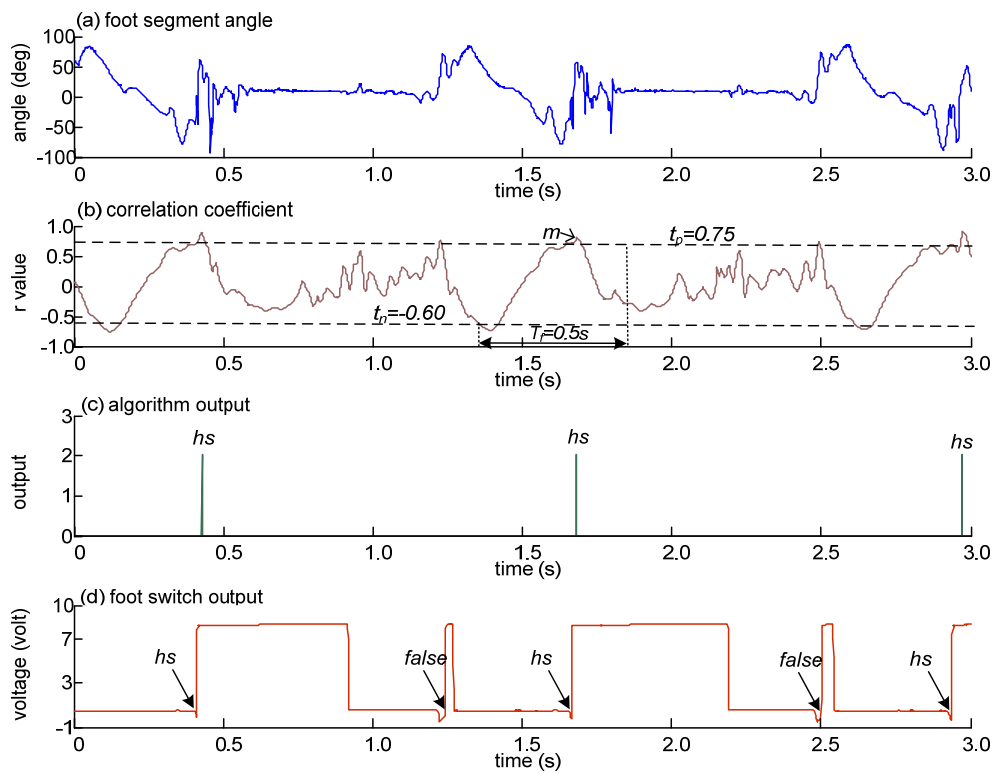 (a) foot segment angle
angle (deg)
100
50
0
-50
-100
0 0.5 1.0 1.5 2.0 2.5 3.0
time (s)
(b) correlation coefficient
r value
1.0
0.5
0
-0.5
-1.0
m
tp=0.75
tn=-0.60
Tf=0.5s
0 0.5 1.0 1.5 2.0 2.5 3.0
time (s)
(c) algorithm output
output
3
2
1
0
hs hs hs
0 0.5 1.0 1.5 2.0 2.5 3.0
time (s)
(d) foot switch output
voltage (volt)
10
7
3
-1
hs false hs false hs
0 0.5 1.0 1.5 2.0 2.5 3.0
time (s)